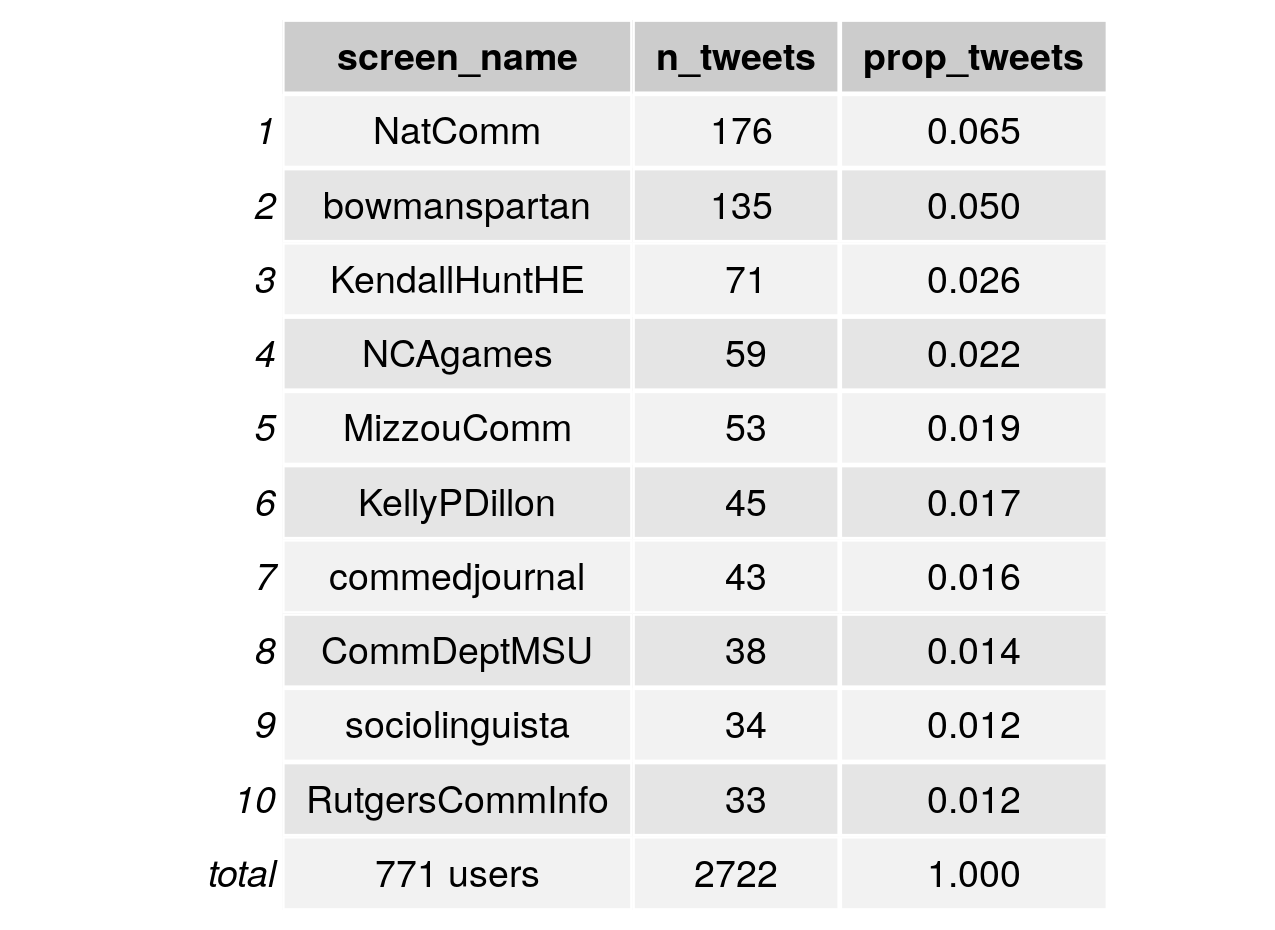 screen_name n_tweets prop_tweets
1 NatComm 176 0.065
2 bowmanspartan 135 0.050
3 KendallHuntHE 71 0.026
4 NCAgames 59 0.022
5 MizzouComm 53 0.019
6 KellyPDillon 45 0.017
7 commedjournal 43 0.016
8 CommDeptMSU 38 0.014
9 sociolinguista 34 0.012
10 RutgersCommInfo 33 0.012
total 771 users 2722 1.000